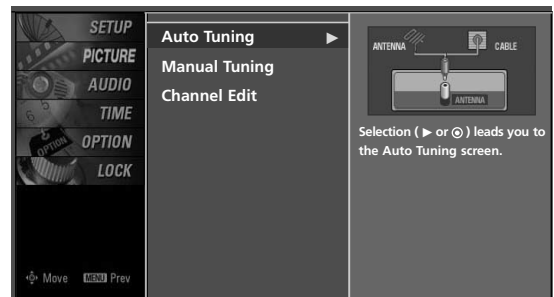 SETUP
PICTURE
AUDIO
TIME
OPTION
LOCK
Move MENU Prev
Auto Tuning ▶
Manual Tuning
Channel Edit
ANTENNA CABLE
ANTENNA
Selection ( ▶ or ◉ ) leads you to
the Auto Tuning screen.